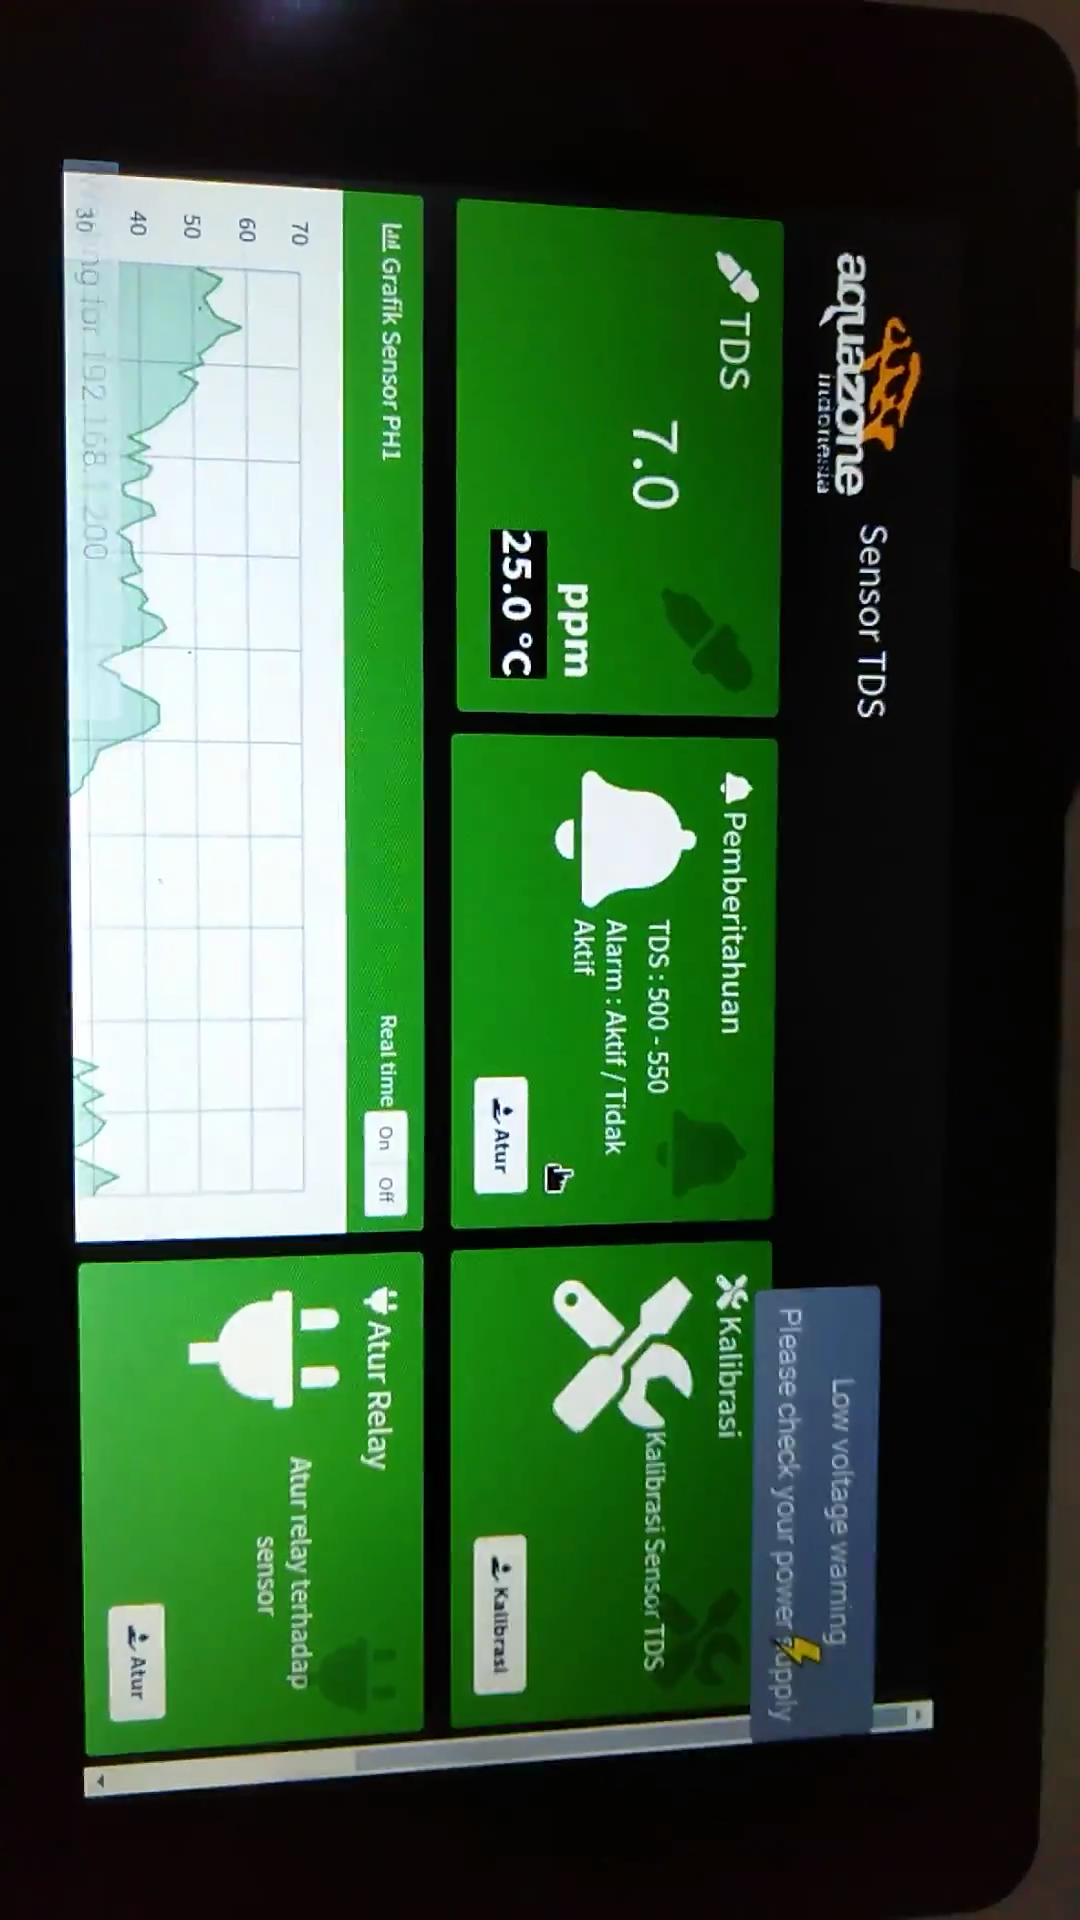 aquazone
indonesia
Sensor TDS
Low voltage warning
Please check your power supply
TDS
7.0
ppm
25.0 °C
Pemberitahuan
TDS : 500 - 550
Alarm : Aktif / Tidak
Aktif
Atur
Kalibrasi
Kalibrasi Sensor TDS
Kalibrasi
Grafik Sensor PH1
Real time
On
Off
70
60
50
40
30
ng for 192.168.1.200
Atur Relay
Atur relay terhadap
sensor
Atur